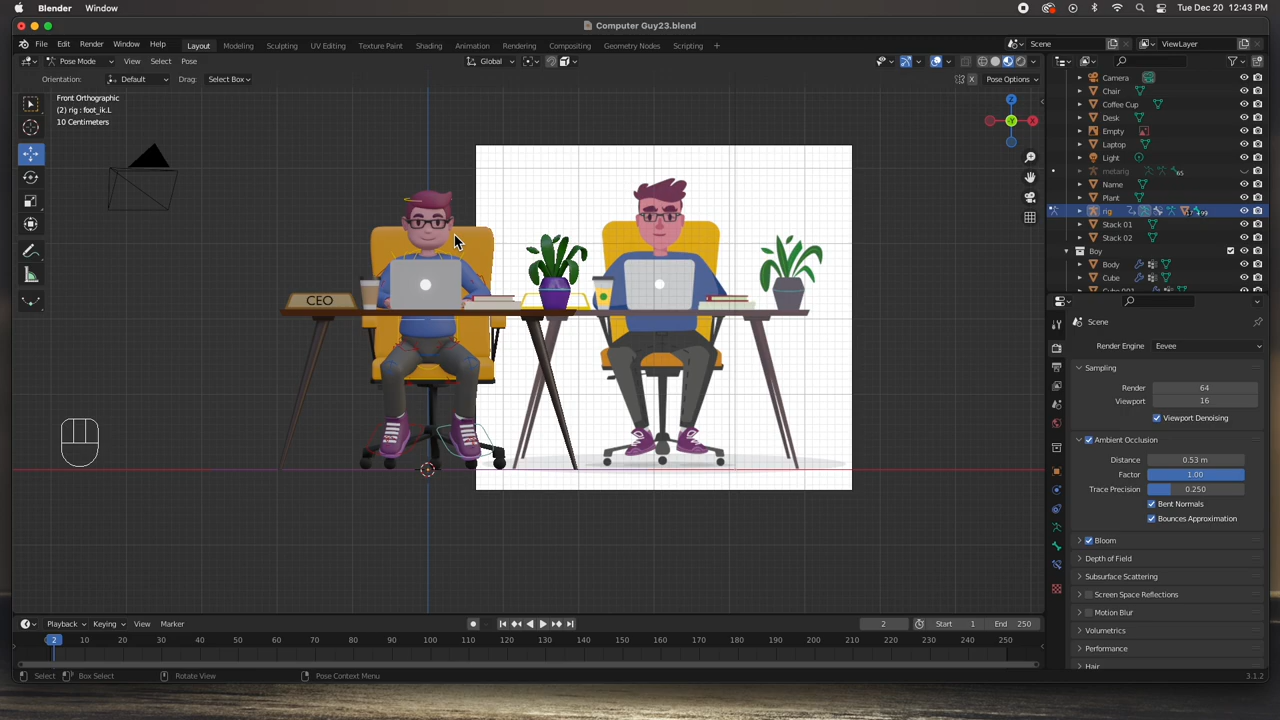 Blender Window Tue Dec 20 12:43 PM
Computer Guy23.blend
File Edit Render Window Help Layout Modeling Sculpting UV Editing Texture Paint Shading Animation Rendering Compositing Geometry Nodes Scripting + Scene ViewLayer
Pose Mode View Select Pose Global
Orientation: Default Drag: Select Box X Pose Options
Front Orthographic
(2) rig : foot_ik.L
10 Centimeters
Z
-Y
X
CEO
Camera
Chair
Coffee Cup
Desk
Empty
Laptop
Light
metarig 65
Name
Plant
rig
Stack 01
Stack 02
Boy
Body
Cube
Cube.001
Scene
Render Engine Eevee
Sampling
Render 64
Viewport 16
Viewport Denoising
Ambient Occlusion
Distance 0.53 m
Factor 1.00
Trace Precision 0.250
Bent Normals
Bounces Approximation
Bloom
Depth of Field
Subsurface Scattering
Screen Space Reflections
Motion Blur
Volumetrics
Performance
Hair
Playback Keying View Marker 2 Start 1 End 250
2 10 20 30 40 50 60 70 80 90 100 110 120 130 140 150 160 170 180 190 200 210 220 230 240 250
Select Box Select Rotate View Pose Context Menu 3.1.2